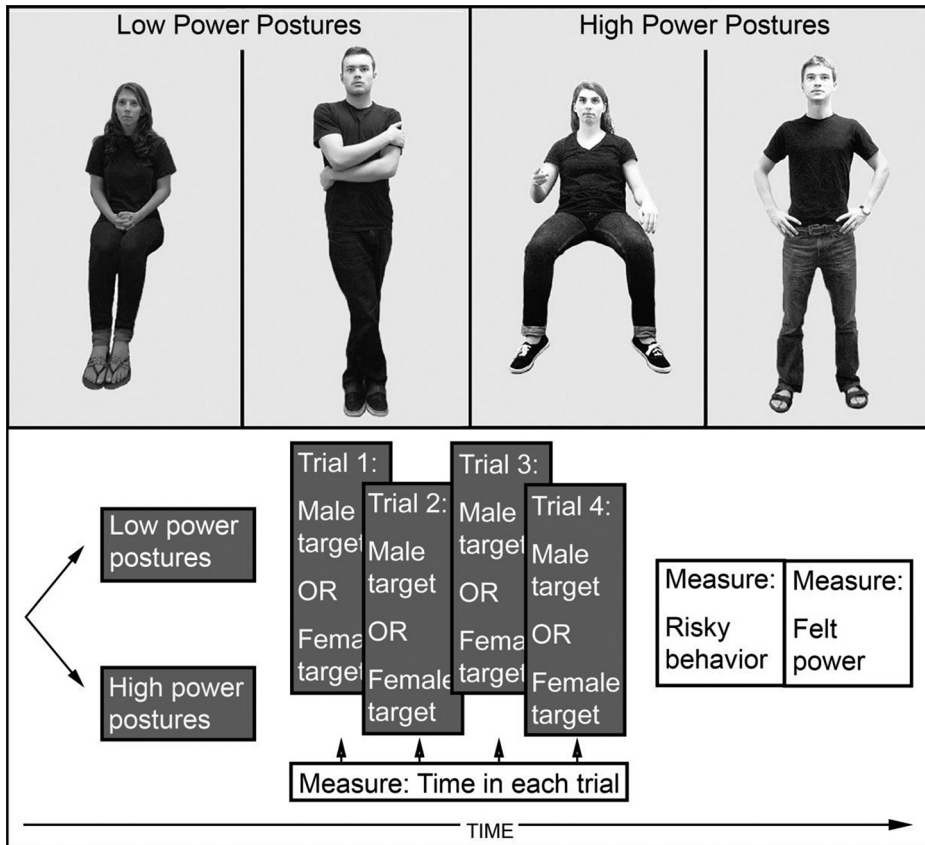 Low Power Postures
High Power Postures
Low power
postures
High power
postures
Trial 1:
Male
target
OR
Female
target
Trial 2:
Male
target
OR
Female
target
Trial 3:
Male
target
OR
Female
target
Trial 4:
Male
target
OR
Female
target
Measure:
Risky
behavior
Measure:
Felt
power
Measure: Time in each trial
TIME